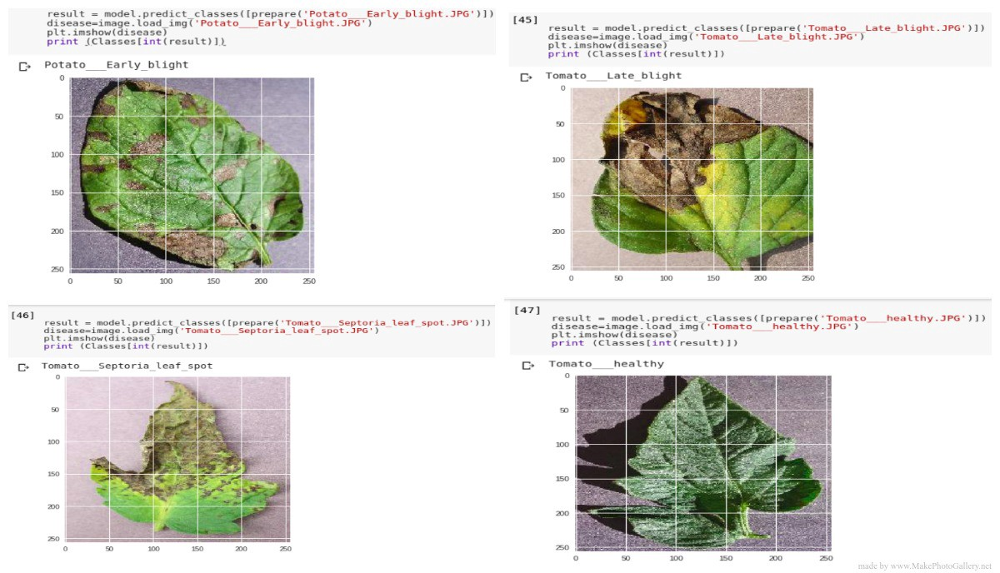 result = model.predict_classes([prepare('Potato___Early_blight.JPG')])
disease=image.load_img('Potato___Early_blight.JPG')
plt.imshow(disease)
print (Classes[int(result)])
Potato___Early_blight
0
50
100
150
200
250
0 50 100 150 200 250
[45]
result = model.predict_classes([prepare('Tomato___Late_blight.JPG')])
disease=image.load_img('Tomato___Late_blight.JPG')
plt.imshow(disease)
print (Classes[int(result)])
Tomato___Late_blight
0
50
100
150
200
250
0 50 100 150 200 250
[46]
result = model.predict_classes([prepare('Tomato___Septoria_leaf_spot.JPG')])
disease=image.load_img('Tomato___Septoria_leaf_spot.JPG')
plt.imshow(disease)
print (Classes[int(result)])
Tomato___Septoria_leaf_spot
0
50
100
150
200
250
0 50 100 150 200 250
[47]
result = model.predict_classes([prepare('Tomato___healthy.JPG')])
disease=image.load_img('Tomato___healthy.JPG')
plt.imshow(disease)
print (Classes[int(result)])
Tomato___healthy
0
50
100
150
200
250
0 50 100 150 200 250
made by www.MakePhotoGallery.net